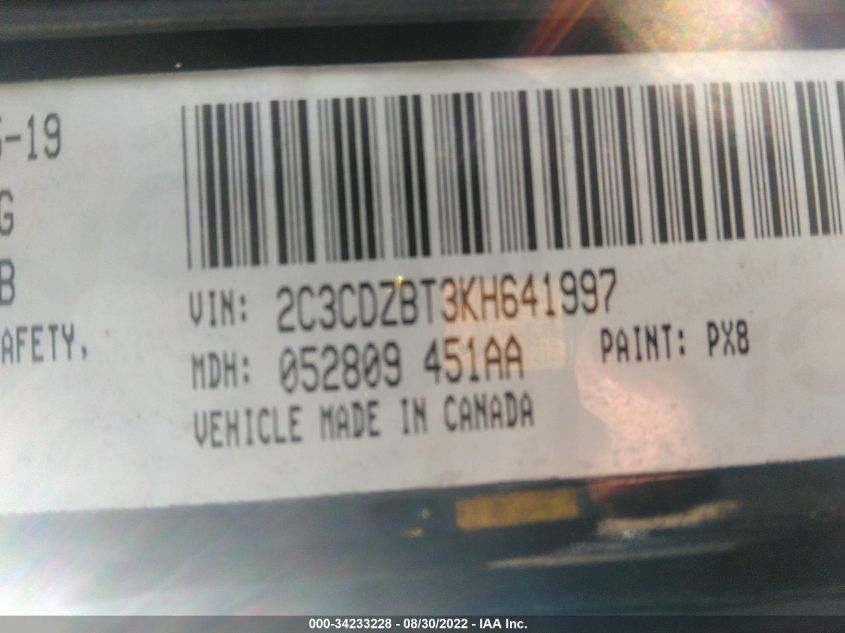 -19
G
B
AFETY,
VIN: 2C3CDZBT3KH641997
MDH: 052809 451AA PAINT: PX8
VEHICLE MADE IN CANADA
000-34233228 - 08/30/2022 - IAA Inc.